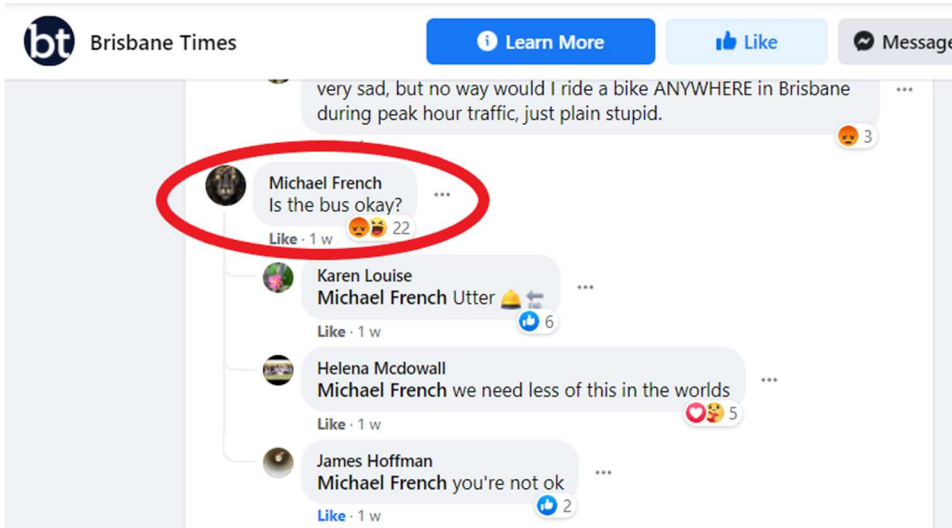 bt
Brisbane Times
Learn More
Like
Message
very sad, but no way would I ride a bike ANYWHERE in Brisbane
during peak hour traffic, just plain stupid.
3
Michael French
Is the bus okay?
22
Like · 1 w
Karen Louise
Michael French Utter 🛎️ 🔚
6
Like · 1 w
Helena Mcdowall
Michael French we need less of this in the worlds
5
Like · 1 w
James Hoffman
Michael French you're not ok
2
Like · 1 w